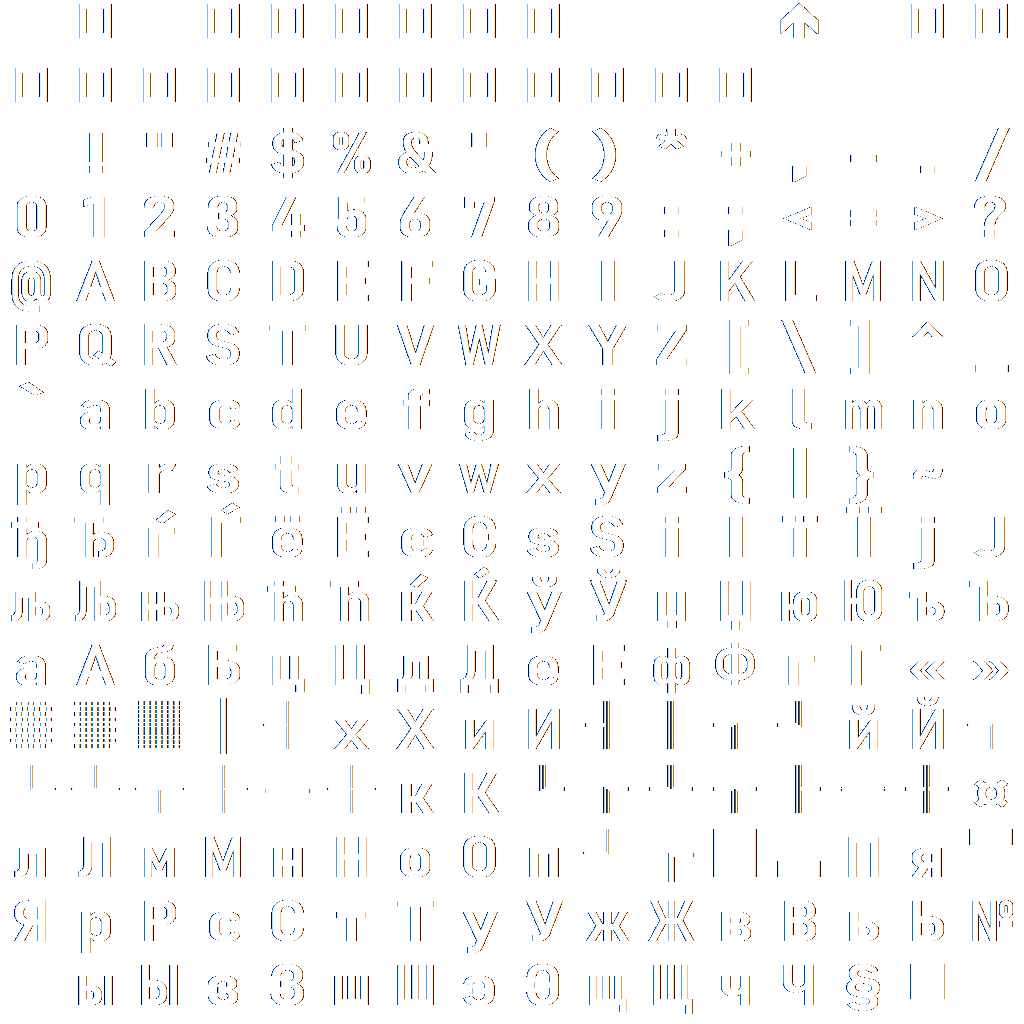 ↑
! " # $ % & ' ( ) * + , - . /
0 1 2 3 4 5 6 7 8 9 : ; < = > ?
@ A B C D E F G H I J K L M N O
P Q R S T U V W X Y Z [ \ ] ^ _
` a b c d e f g h i j k l m n o
p q r s t u v w x y z { | } ~
ђ Ђ ѓ Ѓ ё Ё є Є ѕ Ѕ і І ї Ї ј Ј
љ Љ њ Њ ћ Ћ ќ Ќ ў Ў џ Џ ю Ю ъ Ъ
а А б Б ц Ц д Д е Е ф Ф г Г « »
░ ▒ ▓ │ ┤ х Х и И ╣ ║ ╗ ╝ й Й ┐
└ ┴ ┬ ├ ─ ┼ к К ╚ ╔ ╩ ╦ ╠ ═ ╬ ¤
л Л м М н Н о О п ┘ ┌ █ ▄ П я ▀
Я р Р с С т Т у У ж Ж в В ь Ь №
ы Ы з З ш Ш э Э щ Щ ч Ч § ■